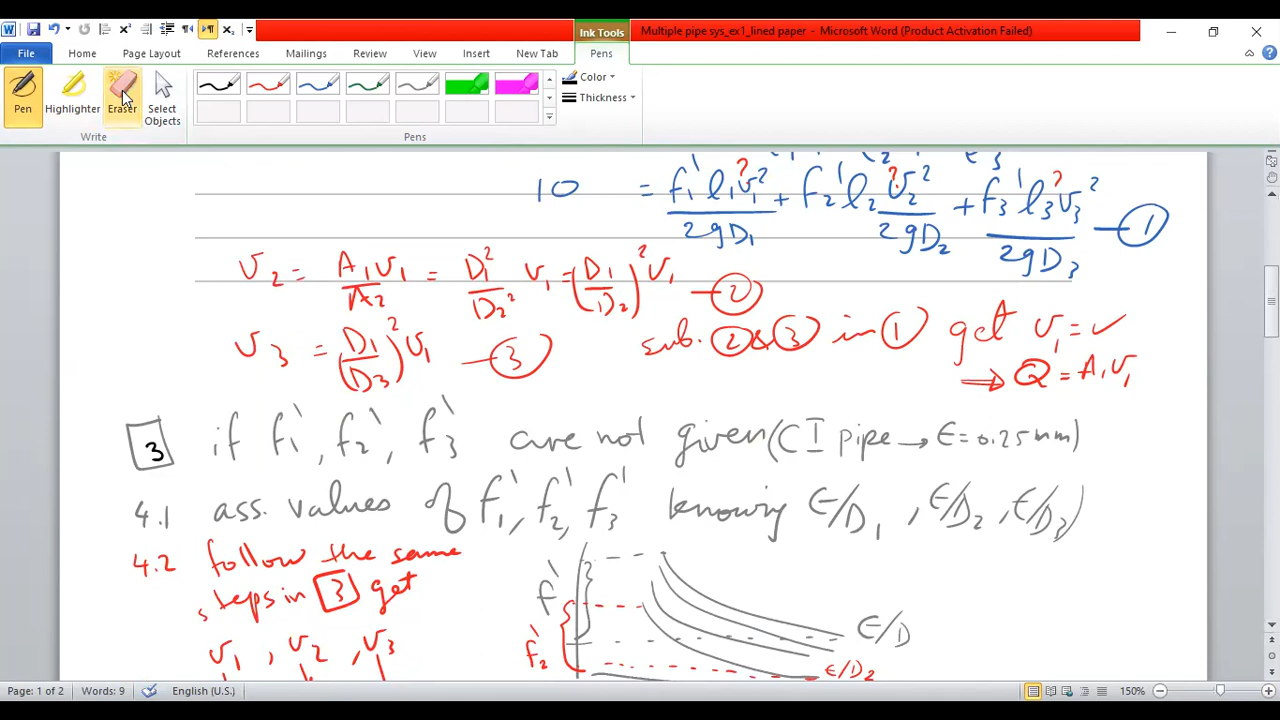 Ink Tools
Multiple pipe sys_ex1_lined paper - Microsoft Word (Product Activation Failed)
File Home Page Layout References Mailings Review View Insert New Tab Pens
Pen Highlighter Eraser Select Objects
Color
Thickness
Write Pens
10 = f₁' l₁ v₁² / 2gD₁ + f₂' l₂ v₂² / 2gD₂ + f₃' l₃ v₃² / 2gD₃ — ①
? ? ?
v₂ = A₁v₁ / A₂ = D₁² / D₂² v₁ = (D₁ / D₂)² v₁ — ②
v₃ = (D₁ / D₃)² v₁ — ③ sub. ② & ③ in ① get v₁ = ✓
⇒ Q = A₁v₁
3 if f₁', f₂', f₃' are not given (CI pipe → ϵ = 0.25mm)
4.1 ass. values of f₁', f₂', f₃' knowing ϵ/D₁, ϵ/D₂, ϵ/D₃)
4.2 follow the same
steps in 3 get
v₁, v₂, v₃
f'
f₂'
ϵ/D
ϵ/D₂
Page: 1 of 2 Words: 9 English (U.S.) 150%